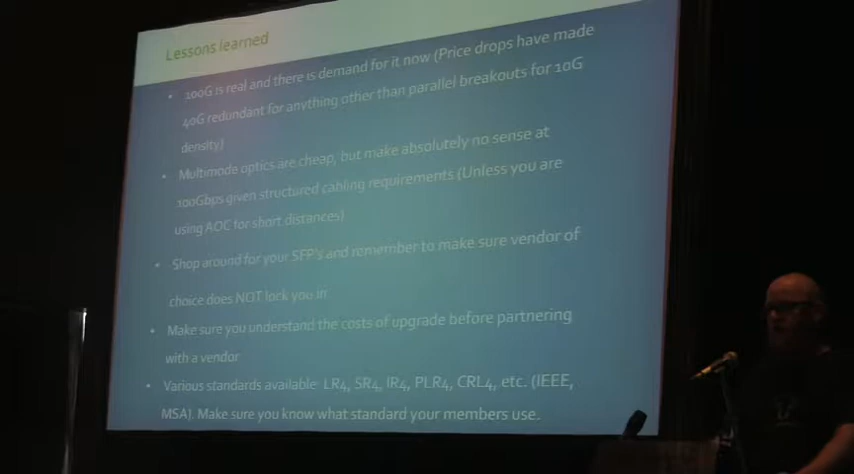 Lessons learned
• 100G is real and there is demand for it now (Price drops have made
40G redundant for anything other than parallel breakouts for 10G
density)
• Multimode optics are cheap, but make absolutely no sense at
100Gbps given structured cabling requirements (Unless you are
using AOC for short distances)
• Shop around for your SFP's and remember to make sure vendor of
choice does NOT lock you in
• Make sure you understand the costs of upgrade before partnering
with a vendor
• Various standards available: LR4, SR4, IR4, PLR4, CRL4, etc. (IEEE,
MSA). Make sure you know what standard your members use.